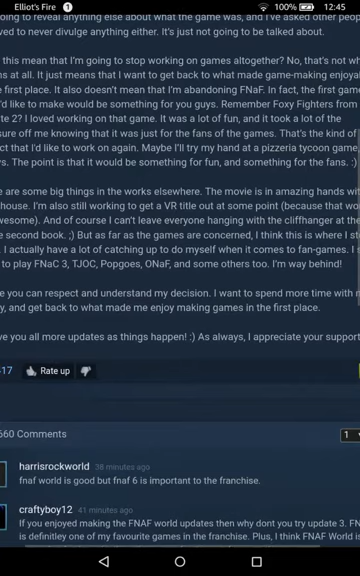 Elliot's Fire 1 100% 12:45
oing to reveal anything else about what the game was, and I've asked other peop
ved to never divulge anything either. It's just not going to be talked about.
this mean that I'm going to stop working on games altogether? No, that's not wh
ns at all. It just means that I want to get back to what made game-making enjoya
e first place. It also doesn't mean that I'm abandoning FNaF. In fact, the first gam
'd like to make would be something for you guys. Remember Foxy Fighters from
te 2? I loved working on that game. It was a lot of fun, and it took a lot of the
sure off me knowing that it was just for the fans of the games. That's the kind of
ect that I'd like to work on again. Maybe I'll try my hand at a pizzeria tycoon game,
ys. The point is that it would be something for fun, and something for the fans. :)
e are some big things in the works elsewhere. The movie is in amazing hands wit
house. I'm also still working to get a VR title out at some point (because that wo
wesome). And of course I can't leave everyone hanging with the cliffhanger at the
e second book. ;) But as far as the games are concerned, I think this is where I st
. I actually have a lot of catching up to do myself when it comes to fan-games. I s
to play FNaC 3, TJOC, Popgoes, ONaF, and some others too. I'm way behind!
e you can respect and understand my decision. I want to spend more time with m
y, and get back to what made me enjoy making games in the first place.
ve you all more updates as things happen! :) As always, I appreciate your support
17 Rate up
660 Comments 1
harrisrockworld 38 minutes ago
fnaf world is good but fnaf 6 is important to the franchise.
craftyboy12 41 minutes ago
If you enjoyed making the FNAF world updates then why dont you try update 3. FN
is definitley one of my favourite games in the franchise. Plus, I think FNAF World is